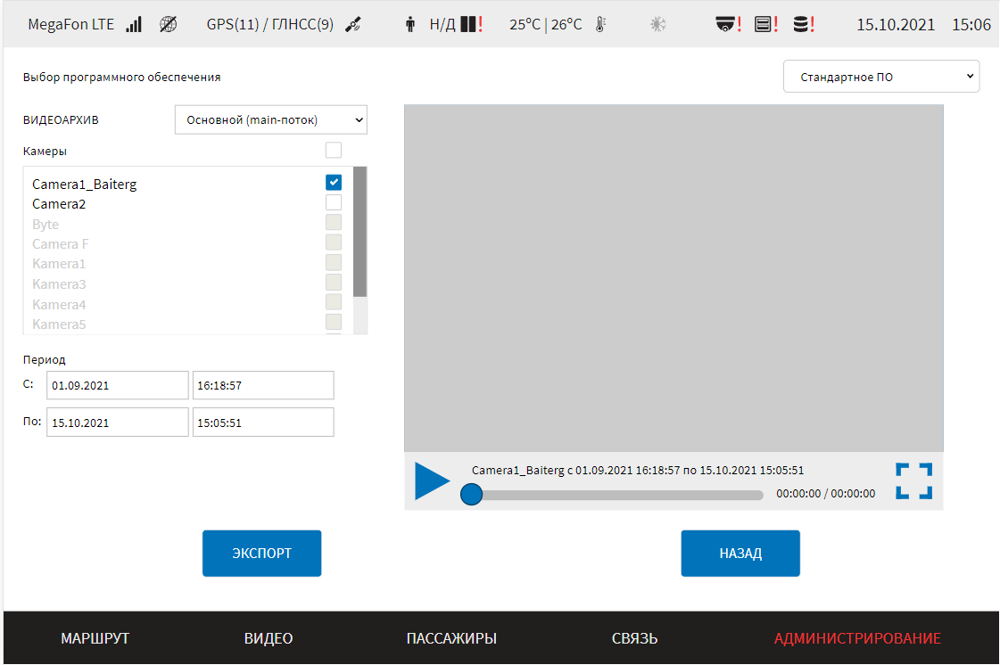 MegaFon LTE GPS(11) / ГЛНСС(9) Н/Д ! 25°C | 26°C ! ! ! 15.10.2021 15:06
Выбор программного обеспечения Стандартное ПО
ВИДЕОАРХИВ Основной (main-поток)
Камеры
Camera1_Baiterg
Camera2
Byte
Camera F
Kamera1
Kamera3
Kamera4
Kamera5
Период
С: 01.09.2021 16:18:57
По: 15.10.2021 15:05:51
Camera1_Baiterg с 01.09.2021 16:18:57 по 15.10.2021 15:05:51
00:00:00 / 00:00:00
ЭКСПОРТ НАЗАД
МАРШРУТ ВИДЕО ПАССАЖИРЫ СВЯЗЬ АДМИНИСТРИРОВАНИЕ